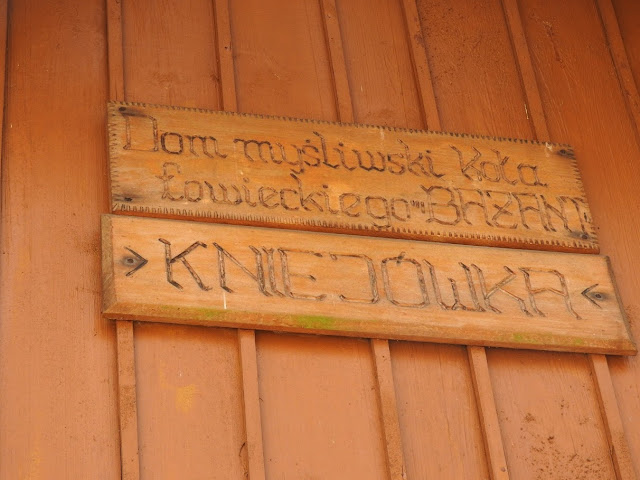 Dom myśliwski Koła
Łowieckiego "BAŻANT
>KNIEJÓWKA<